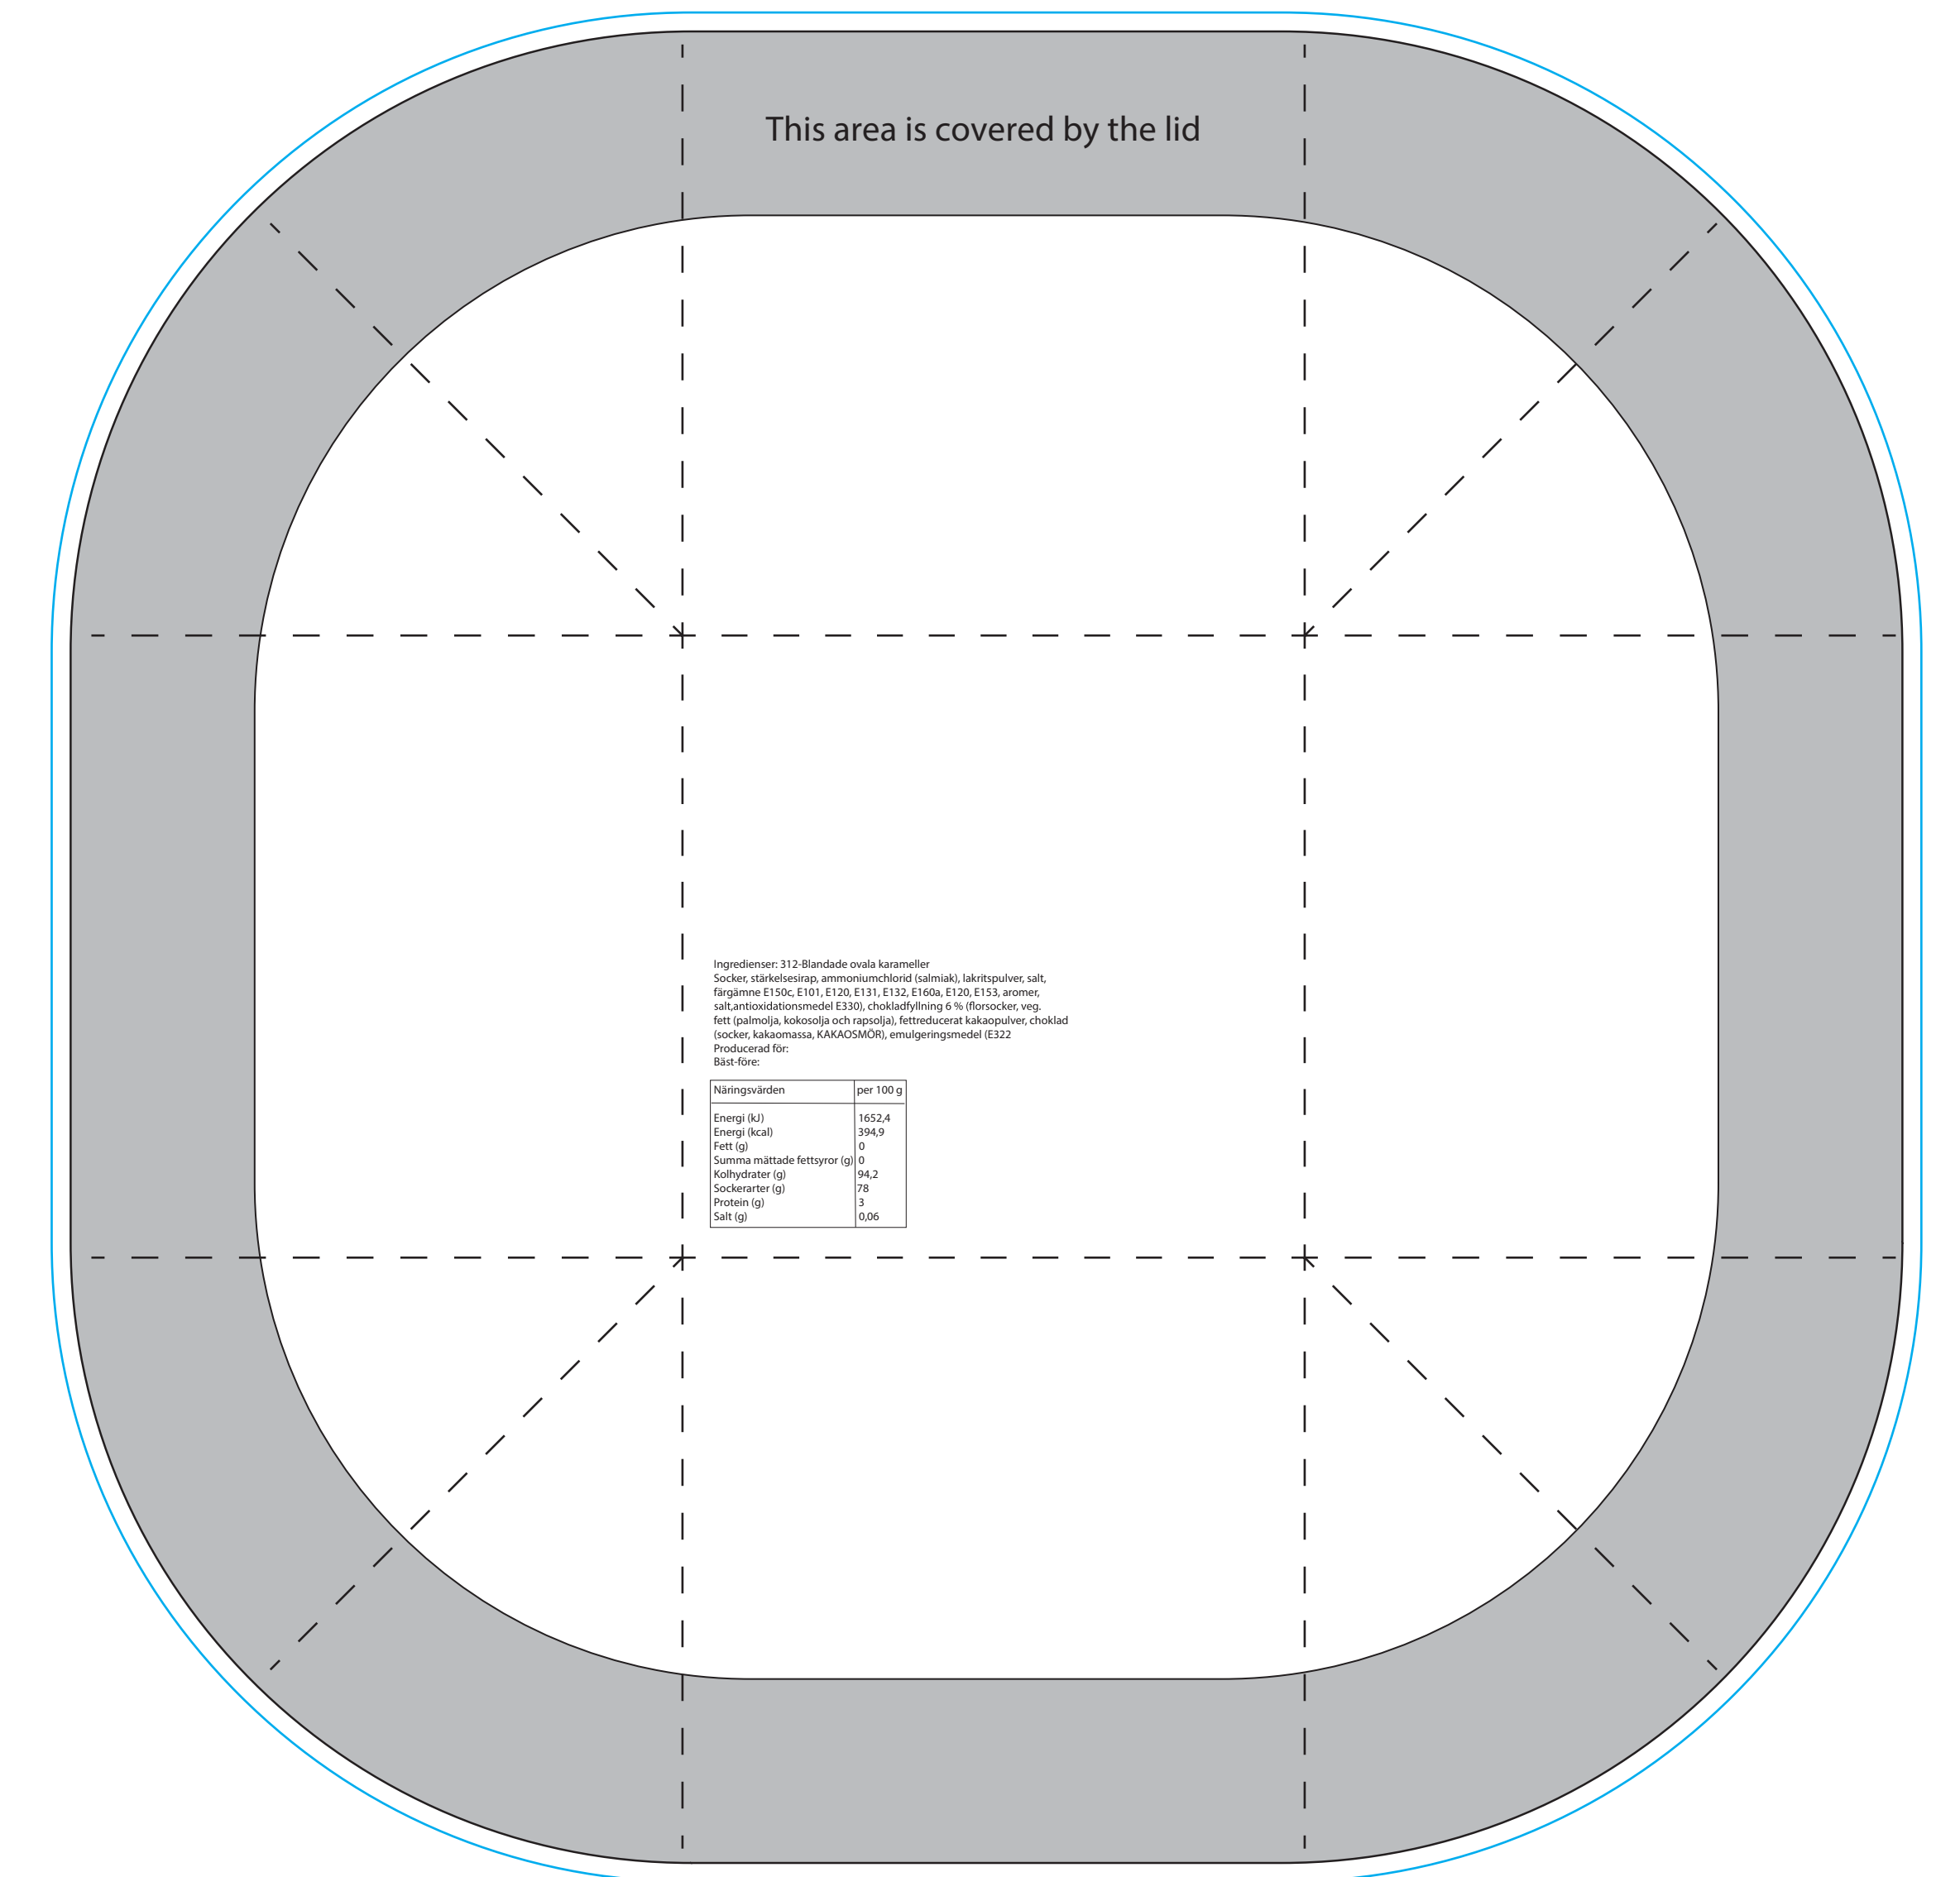 This area is covered by the lid
Ingredienser: 312-Blandade ovala karameller
Socker, stärkelsesirap, ammoniumchlorid (salmiak), lakritspulver, salt,
färgämne E150c, E101, E120, E131, E132, E160a, E120, E153, aromer,
salt,antioxidationsmedel E330), chokladfyllning 6 % (florsocker, veg.
fett (palmolja, kokosolja och rapsolja), fettreducerat kakaopulver, choklad
(socker, kakaomassa, KAKAOSMÖR), emulgeringsmedel (E322
Producerad för:
Bäst-före:
Näringsvärden per 100 g
Energi (kJ) 1652,4
Energi (kcal) 394,9
Fett (g) 0
Summa mättade fettsyror (g) 0
Kolhydrater (g) 94,2
Sockerarter (g) 78
Protein (g) 3
Salt (g) 0,06